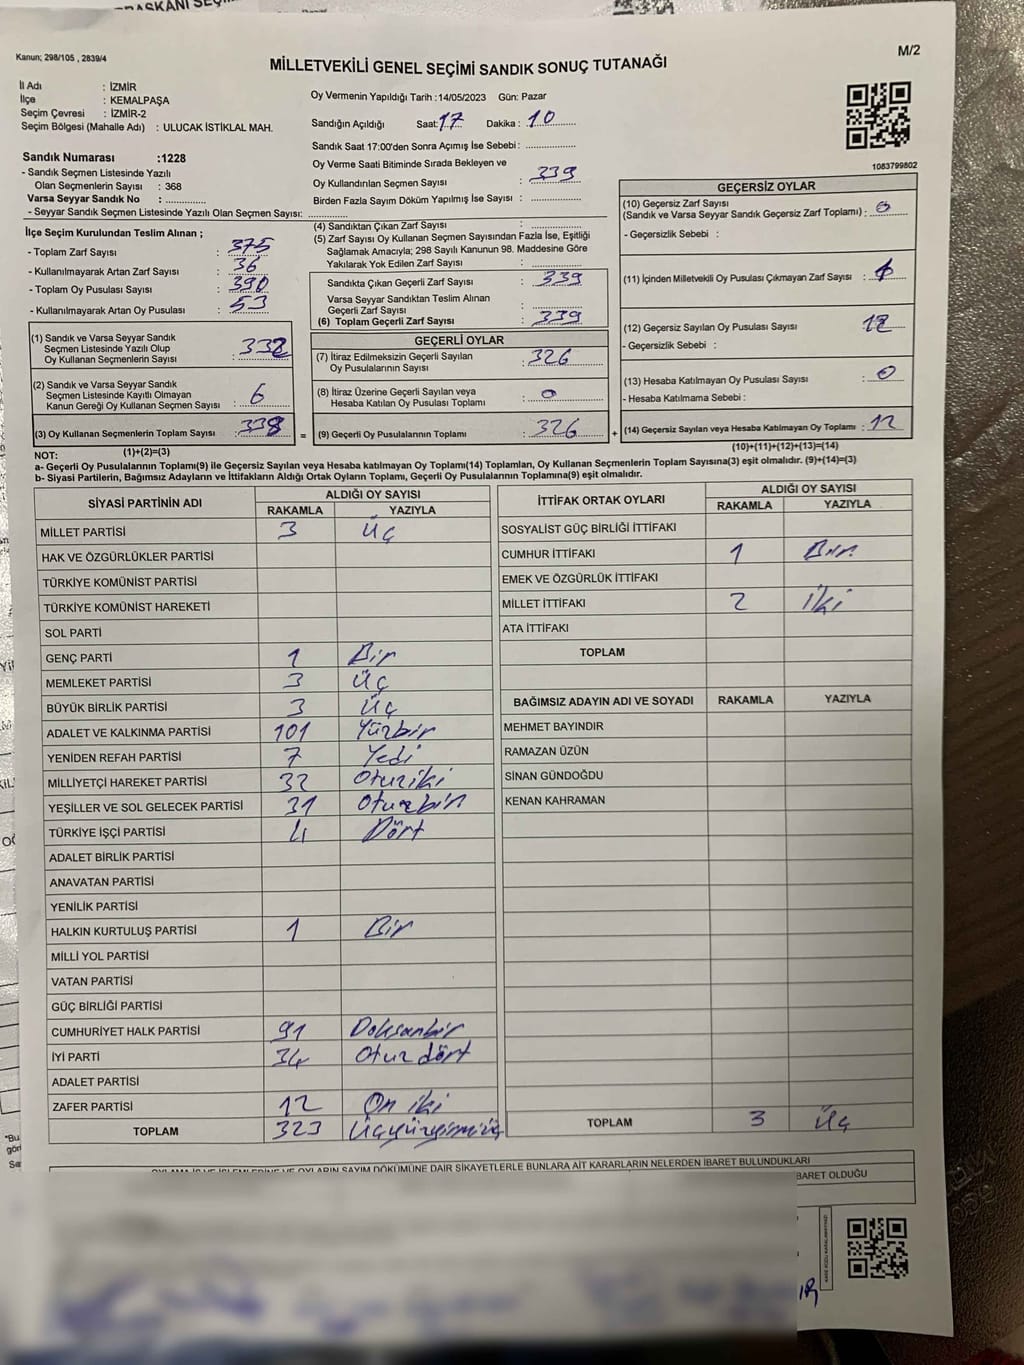 Kanun; 298/105 , 2839/4
M/2
MİLLETVEKİLİ GENEL SEÇİMİ SANDIK SONUÇ TUTANAĞI
İl Adı : İZMİR
İlçe : KEMALPAŞA
Seçim Çevresi : İZMİR-2
Seçim Bölgesi (Mahalle Adı) : ULUCAK İSTİKLAL MAH.
Sandık Numarası :1228
- Sandık Seçmen Listesinde Yazılı
Olan Seçmenlerin Sayısı : 368
Varsa Seyyar Sandık No :
- Seyyar Sandık Seçmen Listesinde Yazılı Olan Seçmen Sayısı:
Oy Vermenin Yapıldığı Tarih :14/05/2023 Gün: Pazar
Sandığın Açıldığı Saat: 17 Dakika : 10
Sandık Saat 17:00'den Sonra Açımış İse Sebebi :
Oy Verme Saati Bitiminde Sırada Bekleyen ve
Oy Kullandırılan Seçmen Sayısı : 339
Birden Fazla Sayım Döküm Yapılmış İse Sayısı :
1083799802
İlçe Seçim Kurulundan Teslim Alınan ;
- Toplam Zarf Sayısı : 375
- Kullanılmayarak Artan Zarf Sayısı : 36
- Toplam Oy Pusulası Sayısı : 390
- Kullanılmayarak Artan Oy Pusulası : 53
(4) Sandıktan Çıkan Zarf Sayısı :
(5) Zarf Sayısı Oy Kullanan Seçmen Sayısından Fazla İse, Eşitliği
Sağlamak Amacıyla; 298 Sayılı Kanunun 98. Maddesine Göre
Yakılarak Yok Edilen Zarf Sayısı :
Sandıkta Çıkan Geçerli Zarf Sayısı : 339
Varsa Seyyar Sandıktan Teslim Alınan
Geçerli Zarf Sayısı :
(6) Toplam Geçerli Zarf Sayısı : 339
GEÇERSİZ OYLAR
(10) Geçersiz Zarf Sayısı
(Sandık ve Varsa Seyyar Sandık Geçersiz Zarf Toplamı) : 0
- Geçersizlik Sebebi :
(11) İçinden Milletvekili Oy Pusulası Çıkmayan Zarf Sayısı :
(12) Geçersiz Sayılan Oy Pusulası Sayısı 12
- Geçersizlik Sebebi :
(13) Hesaba Katılmayan Oy Pusulası Sayısı : 0
- Hesaba Katılmama Sebebi :
(14) Geçersiz Sayılan veya Hesaba Katılmayan Oy Toplamı : 12
(10)+(11)+(12)+(13)=(14)
(1) Sandık ve Varsa Seyyar Sandık
Seçmen Listesinde Yazılı Olup
Oy Kullanan Seçmenlerin Sayısı : 332
(2) Sandık ve Varsa Seyyar Sandık
Seçmen Listesinde Kayıtlı Olmayan
Kanun Gereği Oy Kullanan Seçmen Sayısı : 6
(3) Oy Kullanan Seçmenlerin Toplam Sayısı : 338 =
(1)+(2)=(3)
GEÇERLİ OYLAR
(7) İtiraz Edilmeksizin Geçerli Sayılan
Oy Pusulalarının Sayısı : 326
(8) İtiraz Üzerine Geçerli Sayılan veya
Hesaba Katılan Oy Pusulası Toplamı : 0
(9) Geçerli Oy Pusulalarının Toplamı : 326 +
NOT:
a- Geçerli Oy Pusulalarının Toplamı(9) ile Geçersiz Sayılan veya Hesaba katılmayan Oy Toplamı(14) Toplamları, Oy Kullanan Seçmenlerin Toplam Sayısına(3) eşit olmalıdır. (9)+(14)=(3)
b- Siyasi Partilerin, Bağımsız Adayların ve İttifakların Aldığı Ortak Oyların Toplamı, Geçerli Oy Pusulalarının Toplamına(9) eşit olmalıdır.
SİYASİ PARTİNİN ADI ALDIĞI OY SAYISI
RAKAMLA YAZIYLA
MİLLET PARTİSİ 3 Üç
HAK VE ÖZGÜRLÜKLER PARTİSİ
TÜRKİYE KOMÜNİST PARTİSİ
TÜRKİYE KOMÜNİST HAREKETİ
SOL PARTİ
GENÇ PARTİ 1 Bir
MEMLEKET PARTİSİ 3 Üç
BÜYÜK BİRLİK PARTİSİ 3 Üç
ADALET VE KALKINMA PARTİSİ 101 Yüzbir
YENİDEN REFAH PARTİSİ 7 Yedi
MİLLİYETÇİ HAREKET PARTİSİ 32 Otuziki
YEŞİLLER VE SOL GELECEK PARTİSİ 31 Oturbir
TÜRKİYE İŞÇİ PARTİSİ 4 Dört
ADALET BİRLİK PARTİSİ
ANAVATAN PARTİSİ
YENİLİK PARTİSİ
HALKIN KURTULUŞ PARTİSİ 1 Bir
MİLLİ YOL PARTİSİ
VATAN PARTİSİ
GÜÇ BİRLİĞİ PARTİSİ
CUMHURİYET HALK PARTİSİ 91 Doksanbir
İYİ PARTİ 34 Otuz dört
ADALET PARTİSİ
ZAFER PARTİSİ 12 On iki
TOPLAM 323 Üçyüzyirmiüç
İTTİFAK ORTAK OYLARI ALDIĞI OY SAYISI
RAKAMLA YAZIYLA
SOSYALİST GÜÇ BİRLİĞİ İTTİFAKI
CUMHUR İTTİFAKI 1 Bir
EMEK VE ÖZGÜRLÜK İTTİFAKI
MİLLET İTTİFAKI 2 İki
ATA İTTİFAKI
TOPLAM
BAĞIMSIZ ADAYIN ADI VE SOYADI RAKAMLA YAZIYLA
MEHMET BAYINDIR
RAMAZAN ÜZÜN
SİNAN GÜNDOĞDU
KENAN KAHRAMAN
TOPLAM 3 Üç
OYLARIN SAYIM DÖKÜMÜNE DAİR ŞİKAYETLERLE BUNLARA AİT KARARLARIN NELERDEN İBARET BULUNDUKLARI
BARET OLDUĞU